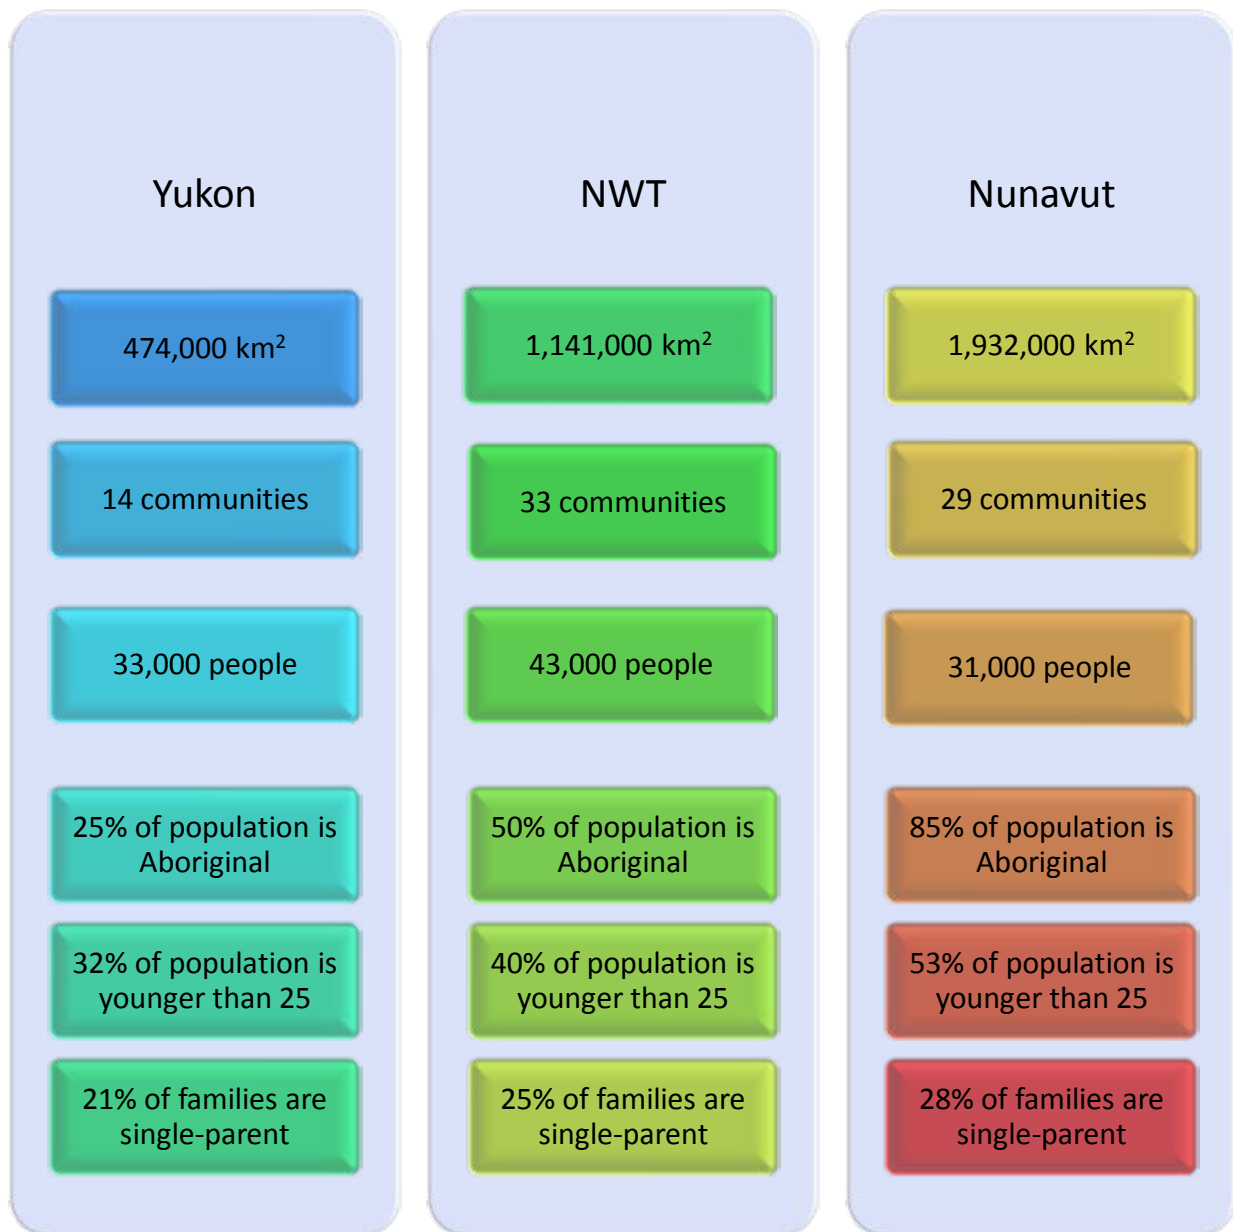 Yukon
474,000 km²
14 communities
33,000 people
25% of population is
Aboriginal
32% of population is
younger than 25
21% of families are
single-parent
NWT
1,141,000 km²
33 communities
43,000 people
50% of population is
Aboriginal
40% of population is
younger than 25
25% of families are
single-parent
Nunavut
1,932,000 km²
29 communities
31,000 people
85% of population is
Aboriginal
53% of population is
younger than 25
28% of families are
single-parent